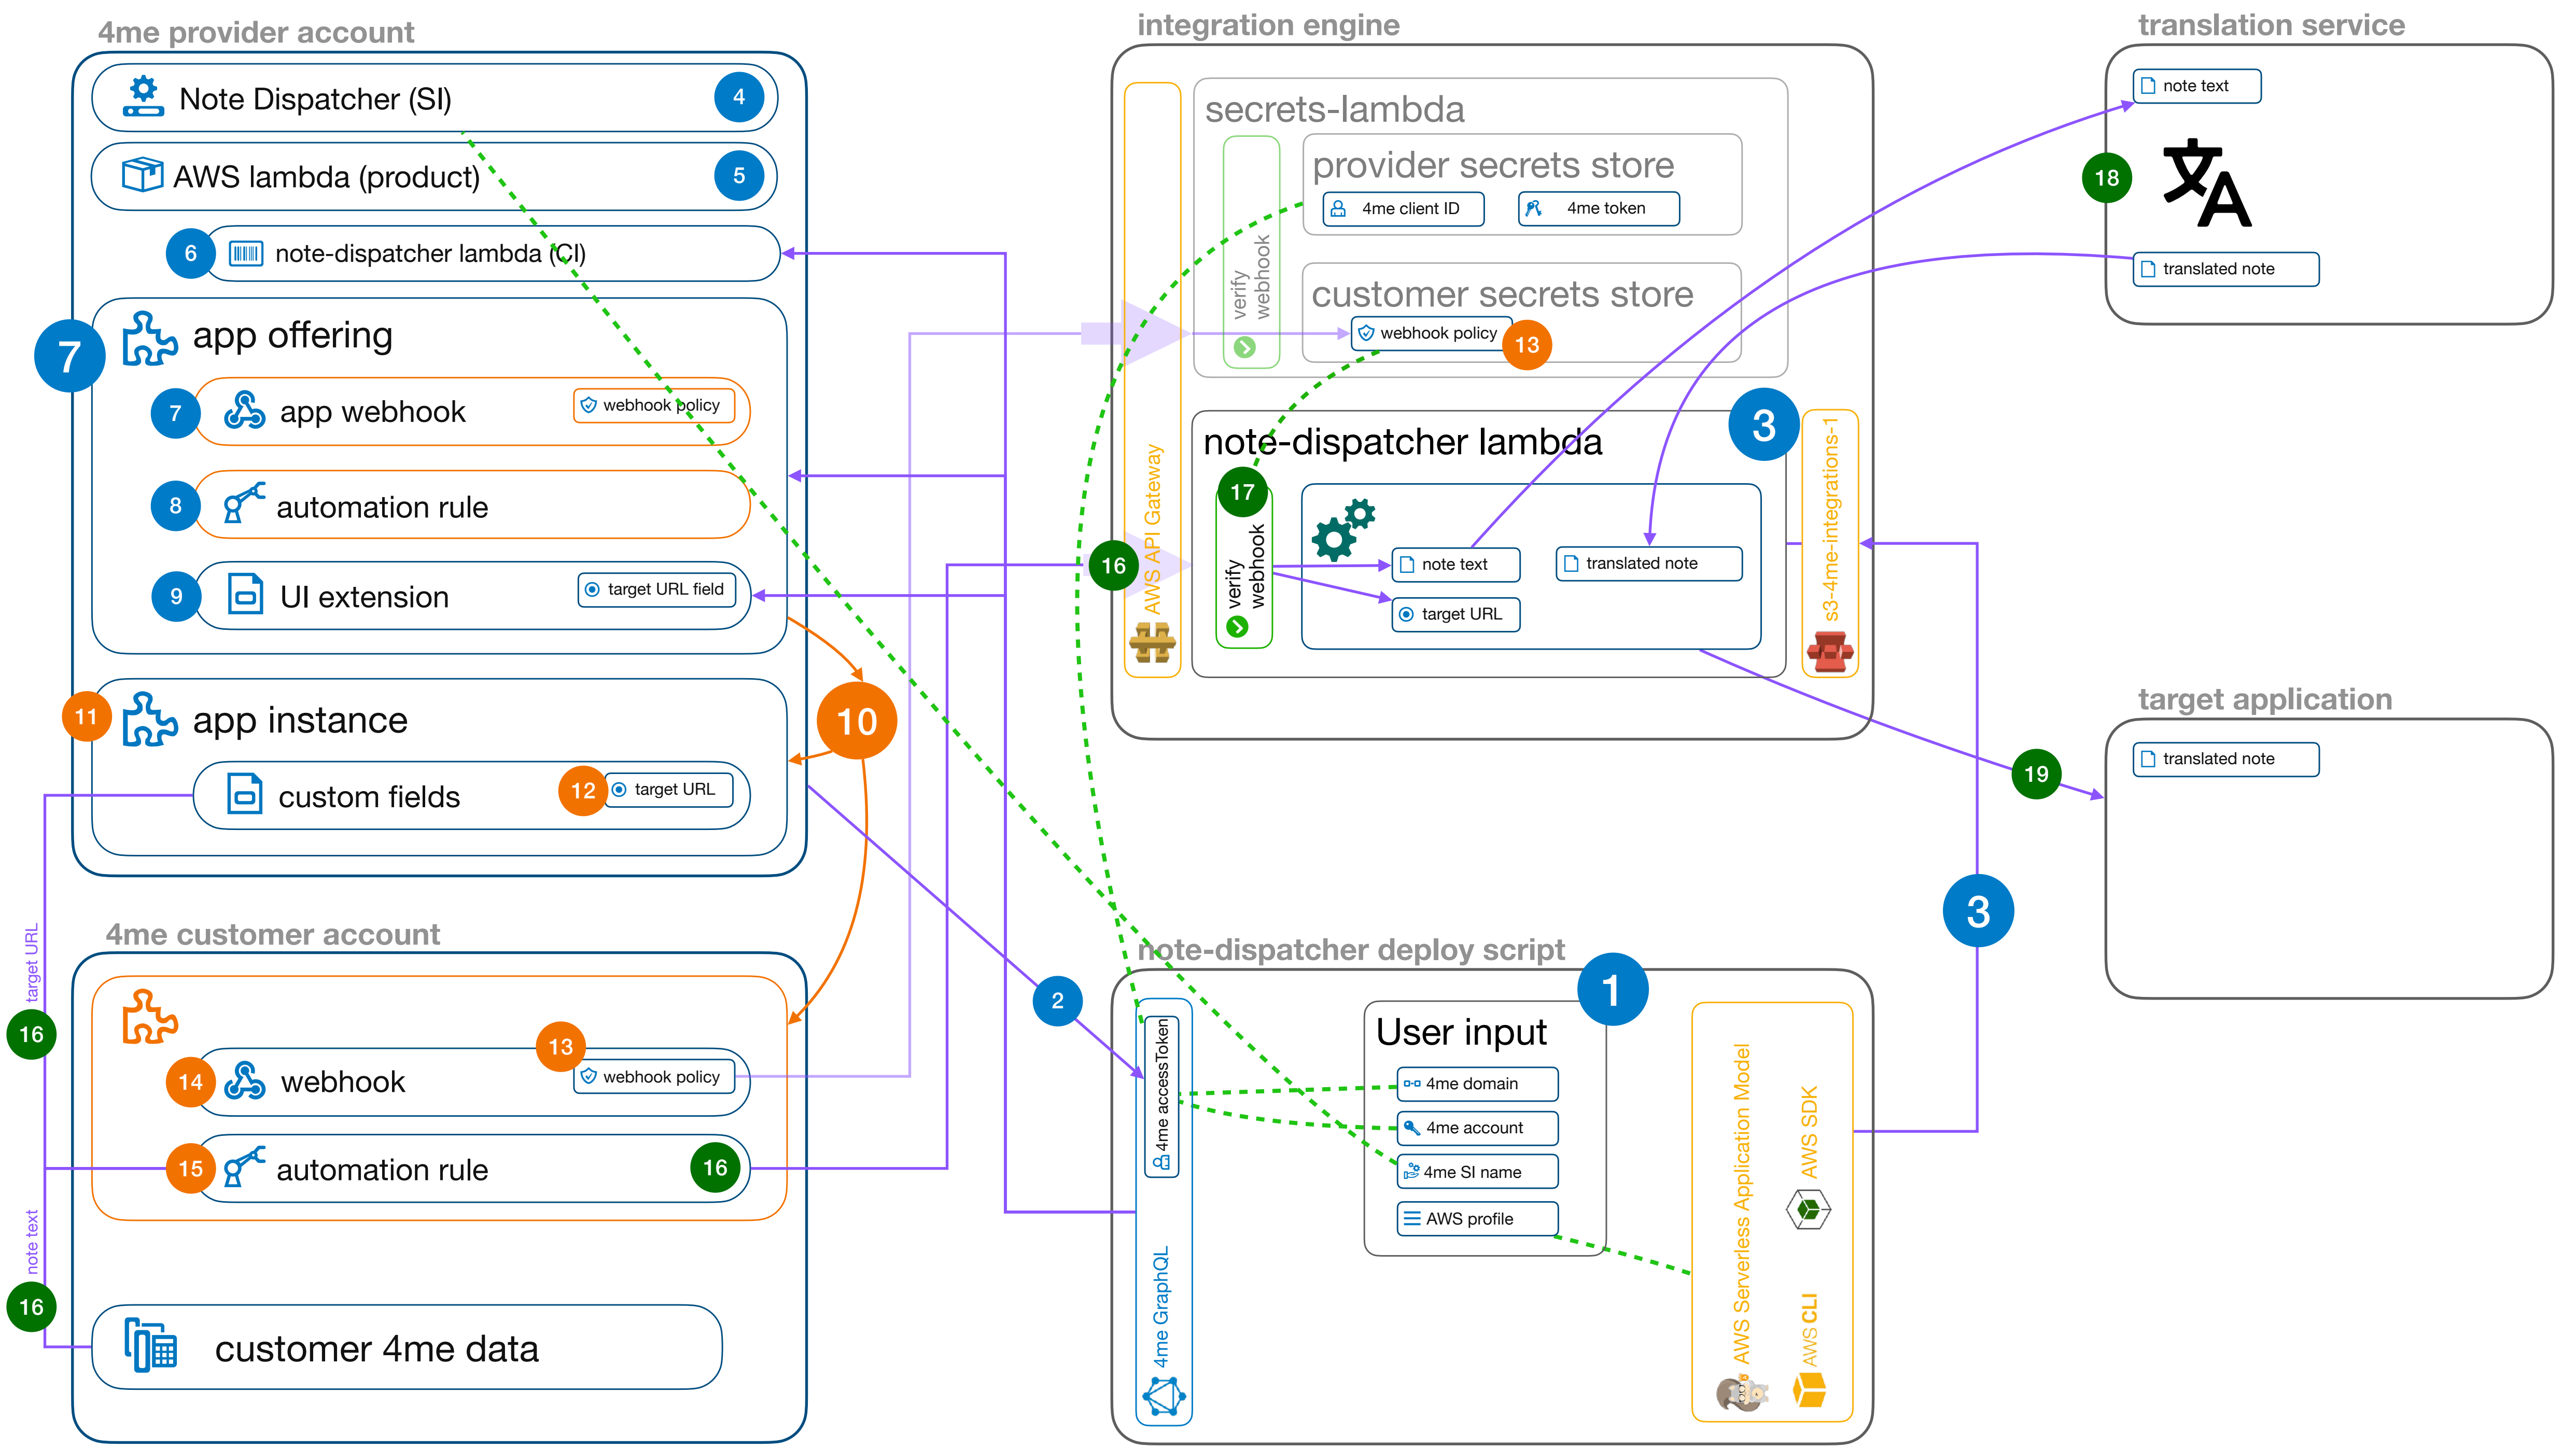 4me provider account
Note Dispatcher (SI)
4
AWS lambda (product)
5
6
note-dispatcher lambda (CI)
7
app offering
7
app webhook
webhook policy
8
automation rule
9
UI extension
target URL field
10
11
app instance
custom fields
12
target URL
4me customer account
13
14
webhook
webhook policy
15
automation rule
16
customer 4me data
target URL
16
note text
16
integration engine
AWS API Gateway
16
secrets-lambda
verify
webhook
provider secrets store
4me client ID
4me token
customer secrets store
webhook policy
13
note-dispatcher lambda
3
17
verify
webhook
note text
target URL
translated note
s3-4me-integrations-1
note-dispatcher deploy script
1
2
4me accessToken
4me GraphQL
User input
4me domain
4me account
4me SI name
AWS profile
AWS Serverless Application Model
AWS SDK
AWS CLI
3
translation service
note text
18
文A
translated note
target application
translated note
19